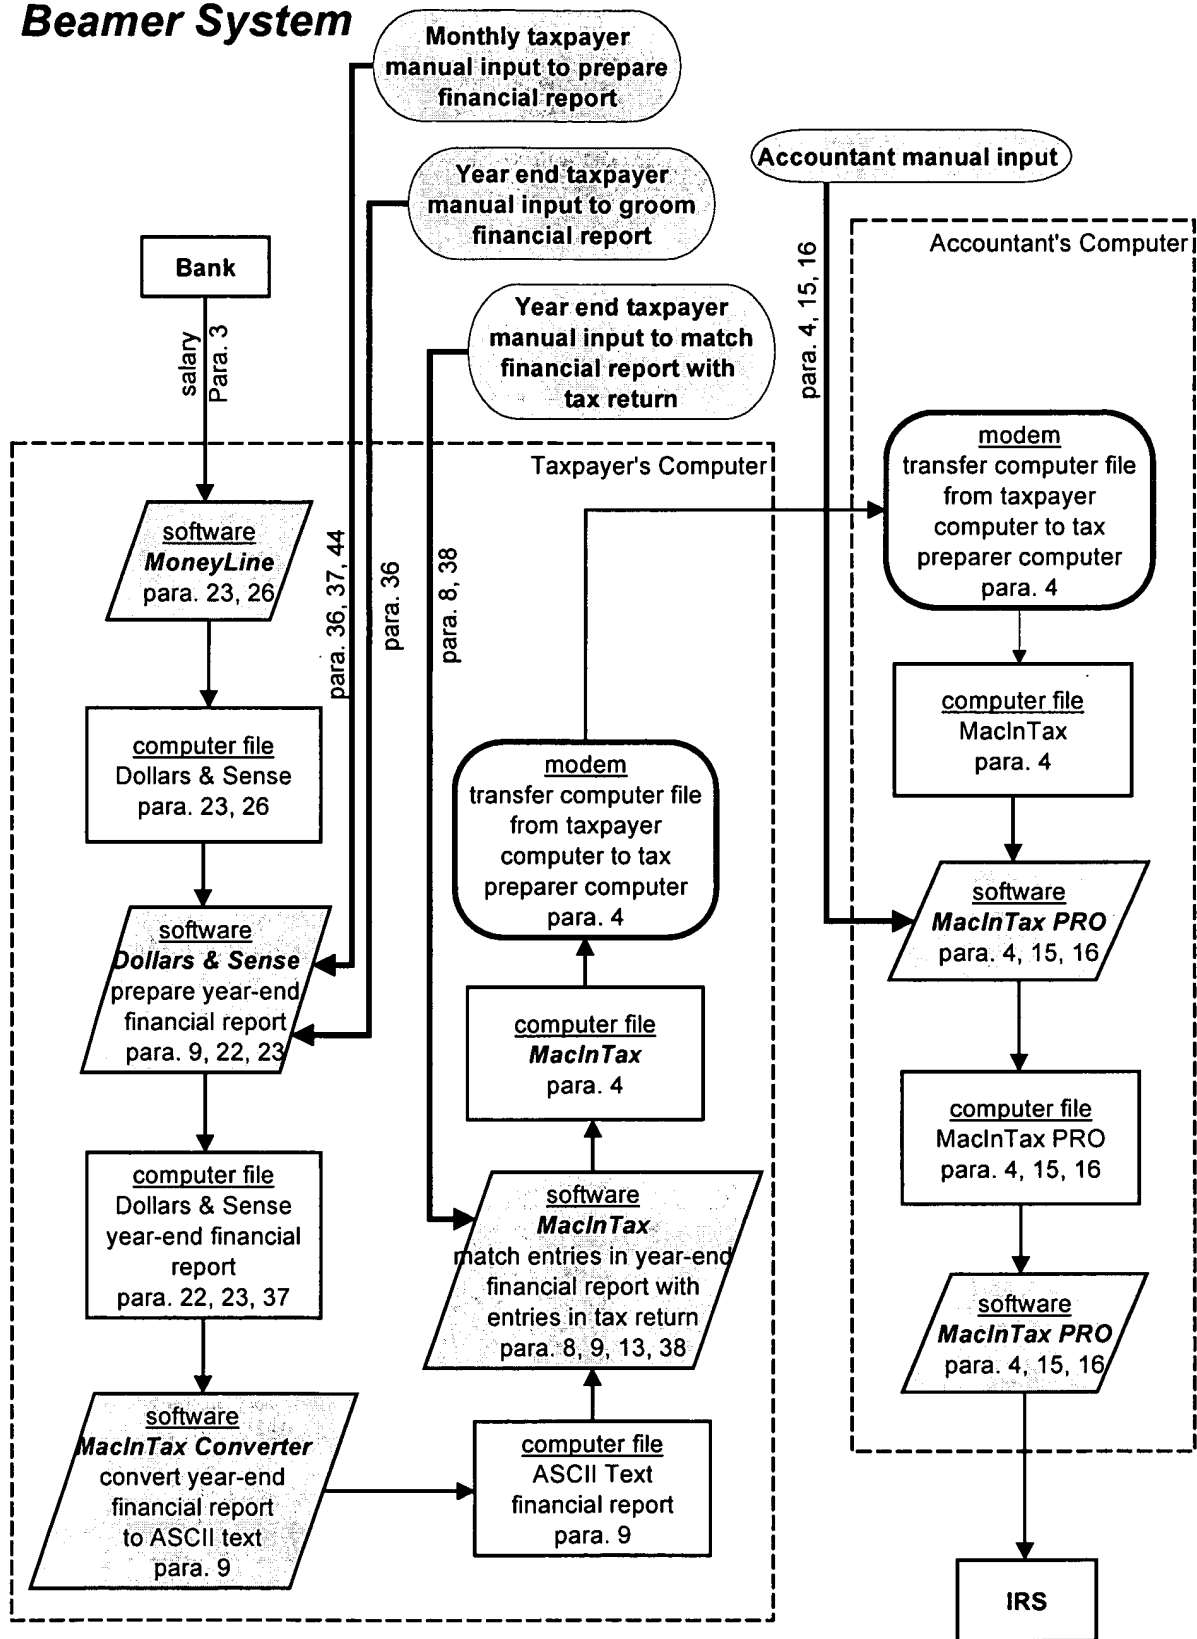 Beamer System
Monthly taxpayer
manual input to prepare
financial report
Year end taxpayer
manual input to groom
financial report
Year end taxpayer
manual input to match
financial report with
tax return
Accountant manual input
para. 4, 15, 16
Bank
salary
Para. 3
Taxpayer's Computer
software
MoneyLine
para. 23, 26
computer file
Dollars & Sense
para. 23, 26
software
Dollars & Sense
prepare year-end
financial report
para. 9, 22, 23
computer file
Dollars & Sense
year-end financial
report
para. 22, 23, 37
software
MacInTax Converter
convert year-end
financial report
to ASCII text
para. 9
para. 36, 37, 44
para. 36
para. 8, 38
modem
transfer computer file
from taxpayer
computer to tax
preparer computer
para. 4
computer file
MacInTax
para. 4
software
MacInTax
match entries in year-end
financial report with
entries in tax return
para. 8, 9, 13, 38
computer file
ASCII Text
financial report
para. 9
Accountant's Computer
modem
transfer computer file
from taxpayer
computer to tax
preparer computer
para. 4
computer file
MacInTax
para. 4
software
MacInTax PRO
para. 4, 15, 16
computer file
MacInTax PRO
para. 4, 15, 16
software
MacInTax PRO
para. 4, 15, 16
IRS